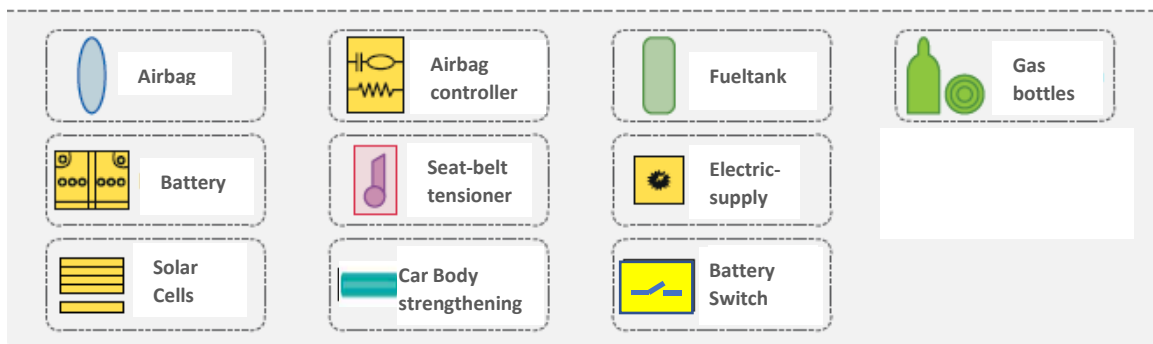 Airbag
Airbag
controller
Fueltank
Gas
bottles
Battery
Seat-belt
tensioner
Electric-
supply
Solar
Cells
Car Body
strengthening
Battery
Switch